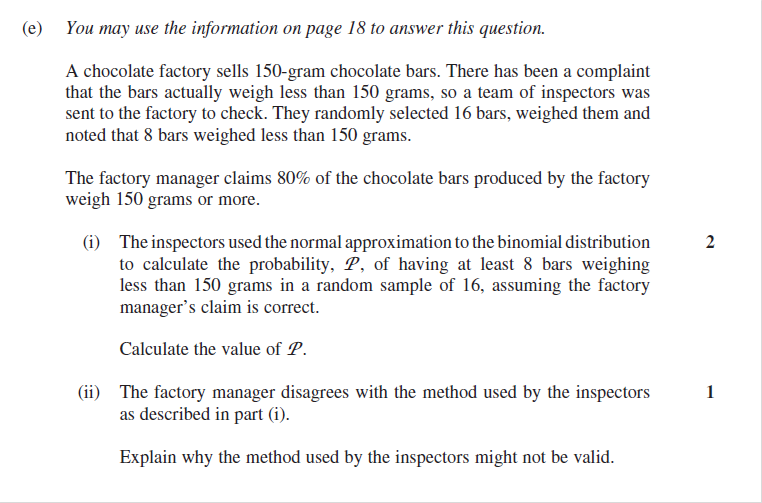 (e) You may use the information on page 18 to answer this question.
A chocolate factory sells 150-gram chocolate bars. There has been a complaint
that the bars actually weigh less than 150 grams, so a team of inspectors was
sent to the factory to check. They randomly selected 16 bars, weighed them and
noted that 8 bars weighed less than 150 grams.
The factory manager claims 80% of the chocolate bars produced by the factory
weigh 150 grams or more.
(i) The inspectors used the normal approximation to the binomial distribution 2
to calculate the probability, 𝒫, of having at least 8 bars weighing
less than 150 grams in a random sample of 16, assuming the factory
manager’s claim is correct.
Calculate the value of 𝒫.
(ii) The factory manager disagrees with the method used by the inspectors 1
as described in part (i).
Explain why the method used by the inspectors might not be valid.